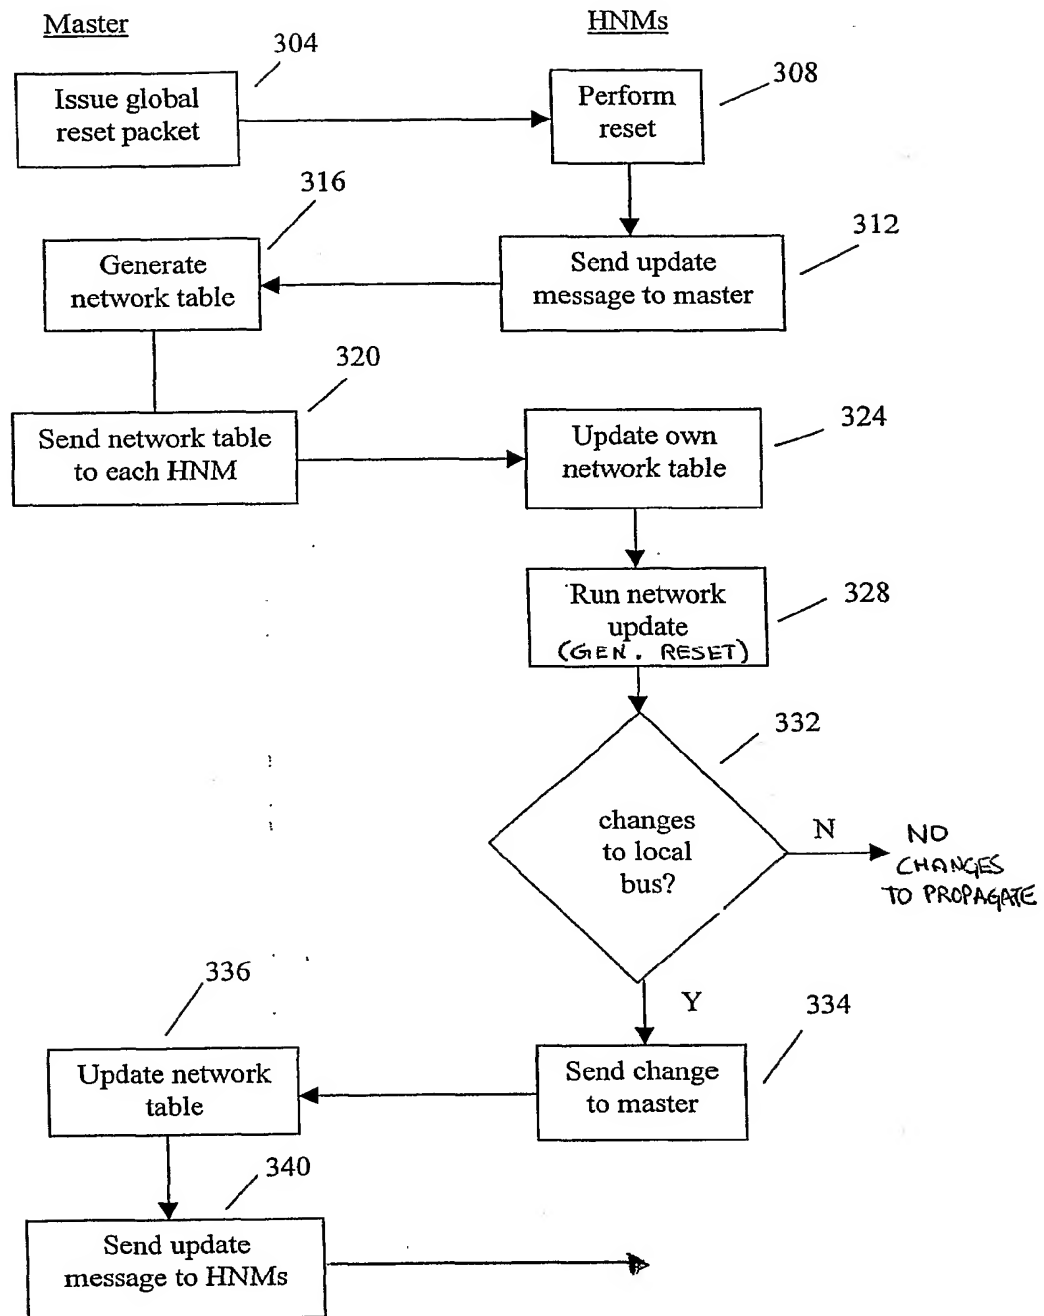 Master
HNMs
304
308
Issue global
reset packet
Perform
reset
316
312
Generate
network table
Send update
message to master
320
324
Send network table
to each HNM
Update own
network table
328
Run network
update
(GEN. RESET)
332
changes
to local
bus?
N
NO
CHANGES
TO PROPAGATE
Y
336
334
Update network
table
Send change
to master
340
Send update
message to HNMs